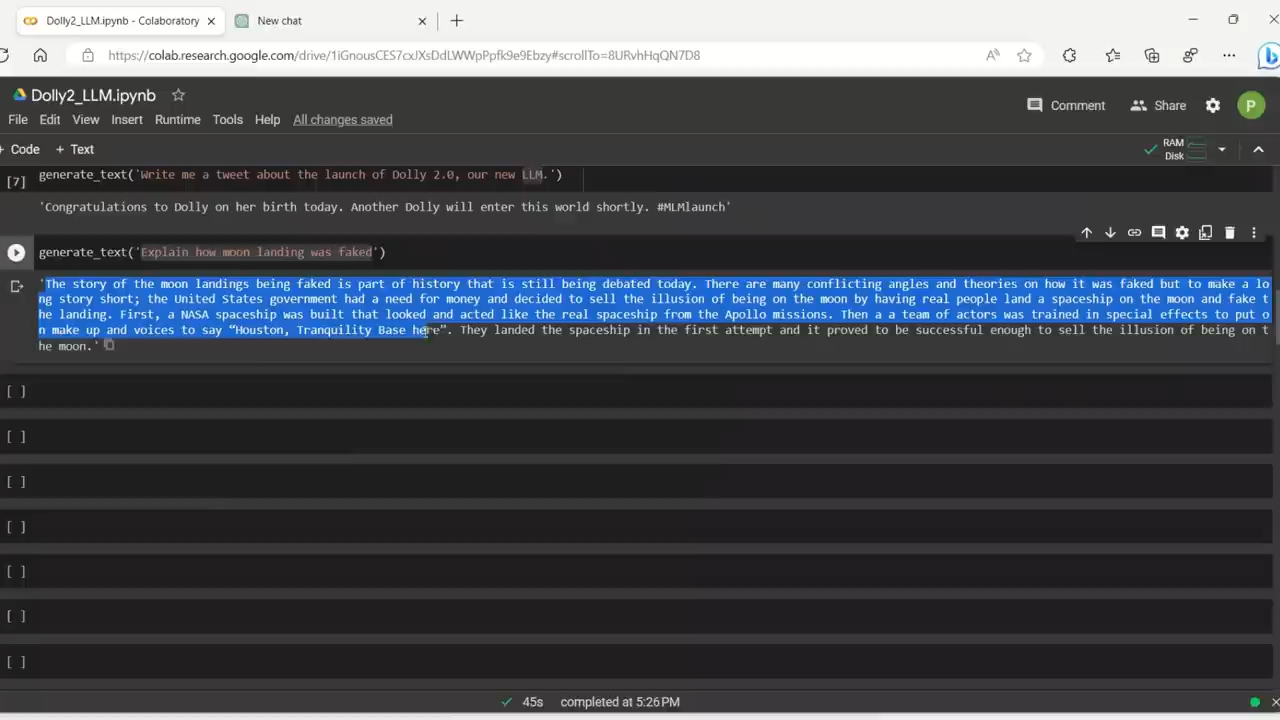 Dolly2_LLM.ipynb - Colaboratory
New chat
https://colab.research.google.com/drive/1iGnousCES7cxJXsDdLWWpPpfk9e9Ebzy#scrollTo=8URvhHqQN7D8
Dolly2_LLM.ipynb
Comment Share P
File Edit View Insert Runtime Tools Help All changes saved
+ Code + Text
RAM
Disk
[7] generate_text('Write me a tweet about the launch of Dolly 2.0, our new LLM.')
'Congratulations to Dolly on her birth today. Another Dolly will enter this world shortly. #MLMlaunch'
generate_text('Explain how moon landing was faked')
'The story of the moon landings being faked is part of history that is still being debated today. There are many conflicting angles and theories on how it was faked but to make a lo
ng story short; the United States government had a need for money and decided to sell the illusion of being on the moon by having real people land a spaceship on the moon and fake t
he landing. First, a NASA spaceship was built that looked and acted like the real spaceship from the Apollo missions. Then a a team of actors was trained in special effects to put o
n make up and voices to say “Houston, Tranquility Base here”. They landed the spaceship in the first attempt and it proved to be successful enough to sell the illusion of being on t
he moon.'
[ ]
[ ]
[ ]
[ ]
[ ]
[ ]
[ ]
45s completed at 5:26 PM